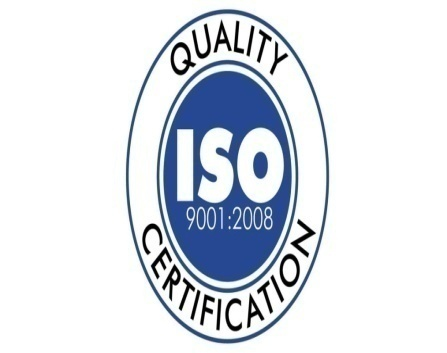 QUALITY
ISO
9001:2008
CERTIFICATION